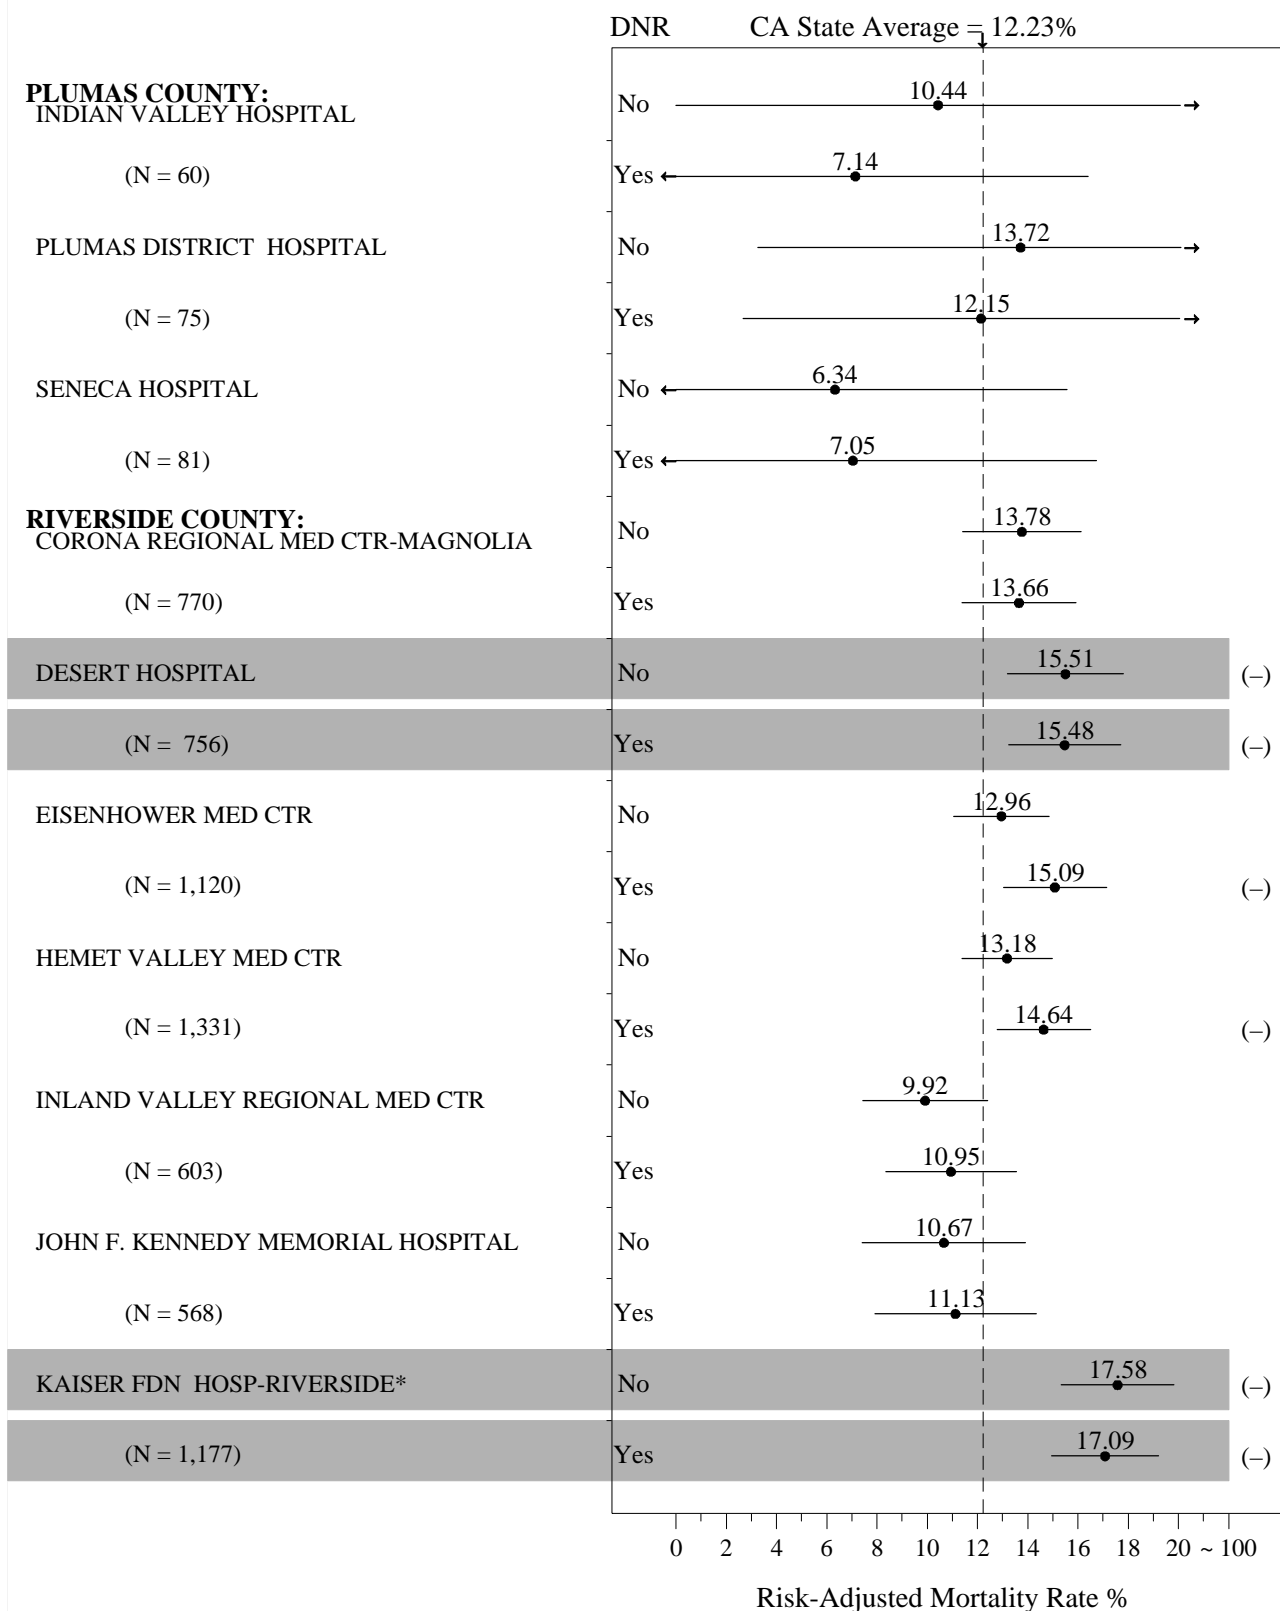 DNR CA State Average = 12.23%
PLUMAS COUNTY:
INDIAN VALLEY HOSPITAL No 10.44
(N = 60) Yes 7.14
PLUMAS DISTRICT HOSPITAL No 13.72
(N = 75) Yes 12.15
SENECA HOSPITAL No 6.34
(N = 81) Yes 7.05
RIVERSIDE COUNTY:
CORONA REGIONAL MED CTR-MAGNOLIA No 13.78
(N = 770) Yes 13.66
DESERT HOSPITAL No 15.51 (–)
(N = 756) Yes 15.48 (–)
EISENHOWER MED CTR No 12.96
(N = 1,120) Yes 15.09 (–)
HEMET VALLEY MED CTR No 13.18
(N = 1,331) Yes 14.64 (–)
INLAND VALLEY REGIONAL MED CTR No 9.92
(N = 603) Yes 10.95
JOHN F. KENNEDY MEMORIAL HOSPITAL No 10.67
(N = 568) Yes 11.13
KAISER FDN HOSP-RIVERSIDE* No 17.58 (–)
(N = 1,177) Yes 17.09 (–)
0 2 4 6 8 10 12 14 16 18 20 ~ 100
Risk-Adjusted Mortality Rate %